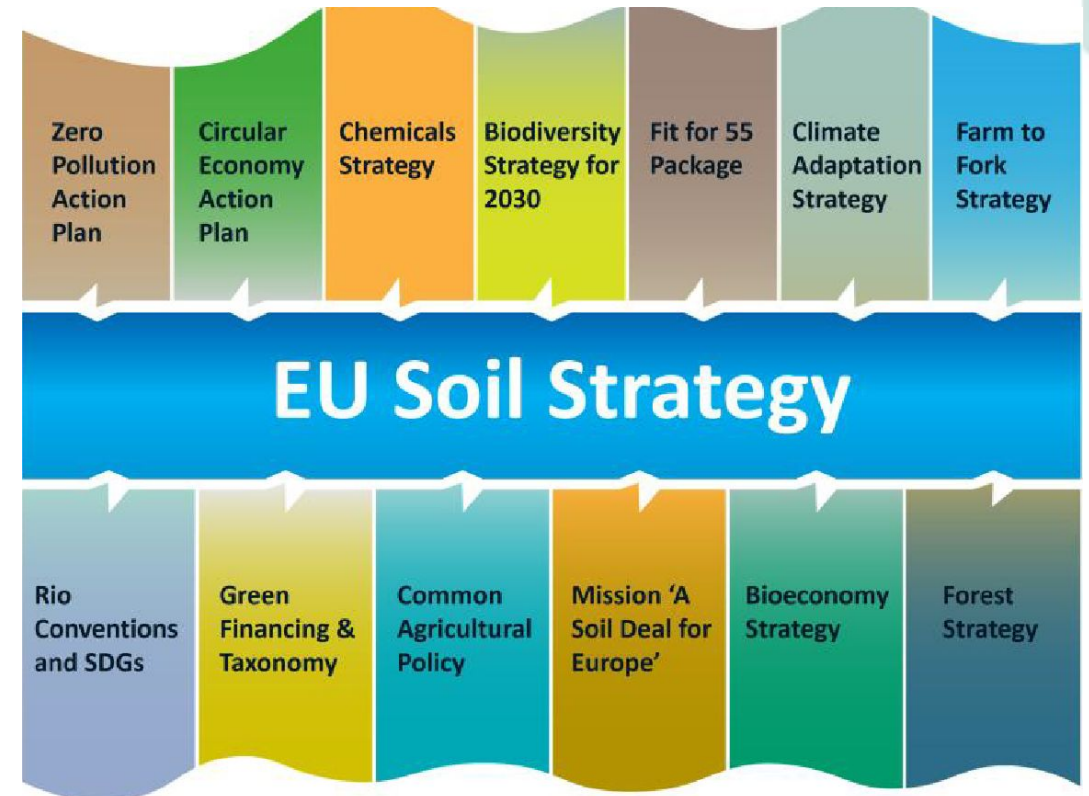 Zero
Pollution
Action
Plan
Circular
Economy
Action
Plan
Chemicals
Strategy
Biodiversity
Strategy for
2030
Fit for 55
Package
Climate
Adaptation
Strategy
Farm to
Fork
Strategy
EU Soil Strategy
Rio
Conventions
and SDGs
Green
Financing &
Taxonomy
Common
Agricultural
Policy
Mission ‘A
Soil Deal for
Europe’
Bioeconomy
Strategy
Forest
Strategy